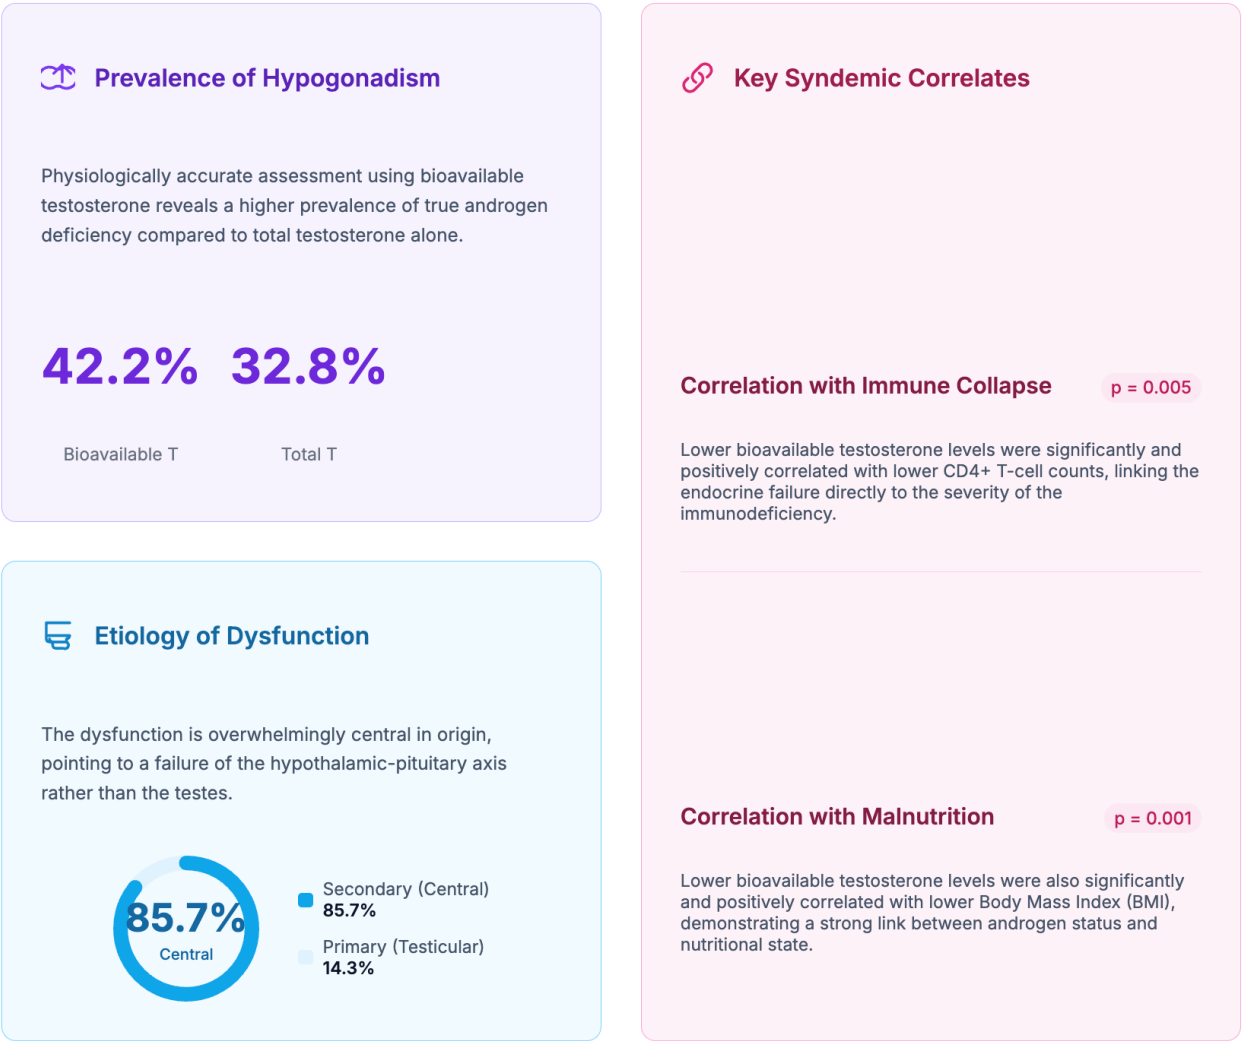 Prevalence of Hypogonadism
Physiologically accurate assessment using bioavailable
testosterone reveals a higher prevalence of true androgen
deficiency compared to total testosterone alone.
42.2% 32.8%
Bioavailable T Total T
Etiology of Dysfunction
The dysfunction is overwhelmingly central in origin,
pointing to a failure of the hypothalamic-pituitary axis
rather than the testes.
85.7%
Central
Secondary (Central)
85.7%
Primary (Testicular)
14.3%
Key Syndemic Correlates
Correlation with Immune Collapse p = 0.005
Lower bioavailable testosterone levels were significantly and
positively correlated with lower CD4+ T-cell counts, linking the
endocrine failure directly to the severity of the
immunodeficiency.
Correlation with Malnutrition p = 0.001
Lower bioavailable testosterone levels were also significantly
and positively correlated with lower Body Mass Index (BMI),
demonstrating a strong link between androgen status and
nutritional state.